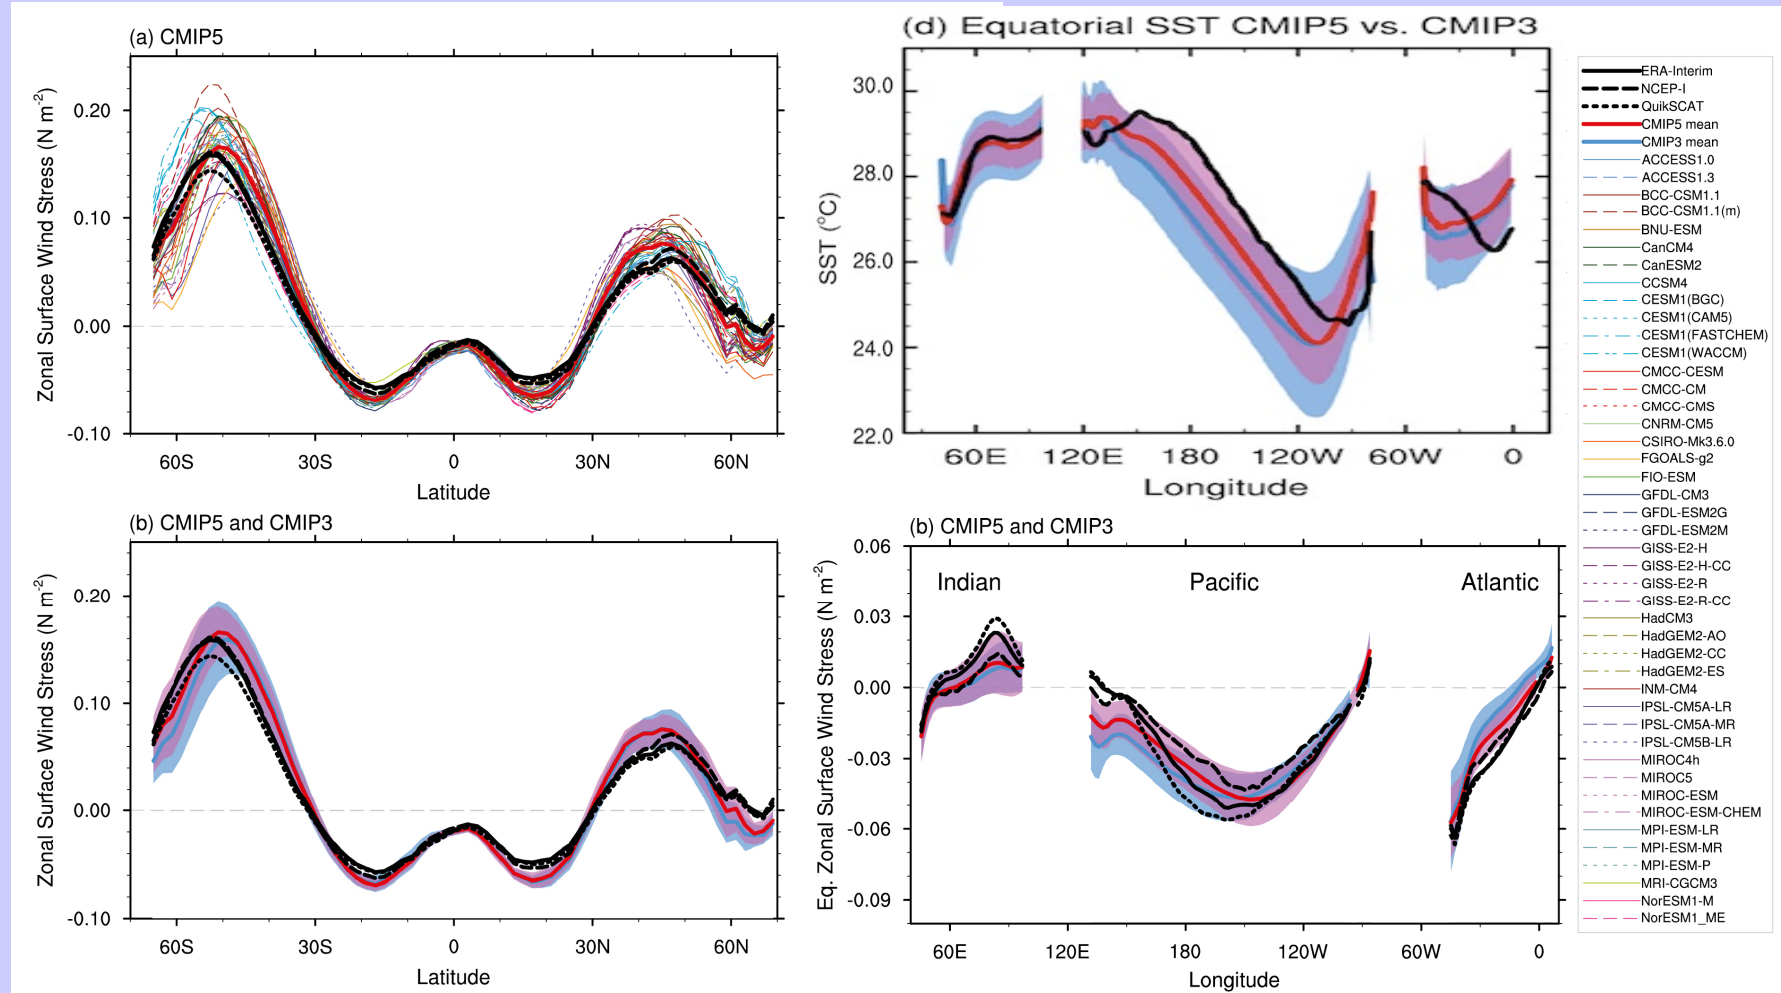 (a) CMIP5
Zonal Surface Wind Stress (N m-2)
0.20
0.10
0.00
-0.10
60S 30S 0 30N 60N
Latitude
(d) Equatorial SST CMIP5 vs. CMIP3
SST (°C)
30.0
28.0
26.0
24.0
22.0
60E 120E 180 120W 60W 0
Longitude
(b) CMIP5 and CMIP3
Zonal Surface Wind Stress (N m-2)
0.20
0.10
0.00
-0.10
60S 30S 0 30N 60N
Latitude
(b) CMIP5 and CMIP3
Eq. Zonal Surface Wind Stress (N m-2)
0.06
0.03
0.00
-0.03
-0.06
-0.09
Indian Pacific Atlantic
60E 120E 180 120W 60W 0
Longitude
ERA-Interim
NCEP-I
QuikSCAT
CMIP5 mean
CMIP3 mean
ACCESS1.0
ACCESS1.3
BCC-CSM1.1
BCC-CSM1.1(m)
BNU-ESM
CanCM4
CanESM2
CCSM4
CESM1(BGC)
CESM1(CAM5)
CESM1(FASTCHEM)
CESM1(WACCM)
CMCC-CESM
CMCC-CM
CMCC-CMS
CNRM-CM5
CSIRO-Mk3.6.0
FGOALS-g2
FIO-ESM
GFDL-CM3
GFDL-ESM2G
GFDL-ESM2M
GISS-E2-H
GISS-E2-H-CC
GISS-E2-R
GISS-E2-R-CC
HadCM3
HadGEM2-AO
HadGEM2-CC
HadGEM2-ES
INM-CM4
IPSL-CM5A-LR
IPSL-CM5A-MR
IPSL-CM5B-LR
MIROC4h
MIROC5
MIROC-ESM
MIROC-ESM-CHEM
MPI-ESM-LR
MPI-ESM-MR
MPI-ESM-P
MRI-CGCM3
NorESM1-M
NorESM1_ME